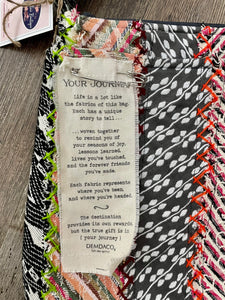 YOUR JOURNEY
Life is a lot like
the fabrics of this bag.
Each has a unique
story to tell...
...woven together
to remind you of
your seasons of joy,
lessons learned,
lives you've touched,
and the forever friends
you've made.
Each fabric represents
where you've been,
and where you're headed.
The destination
provides its own rewards
but the true gift is in
{ your journey }
DEMDACO